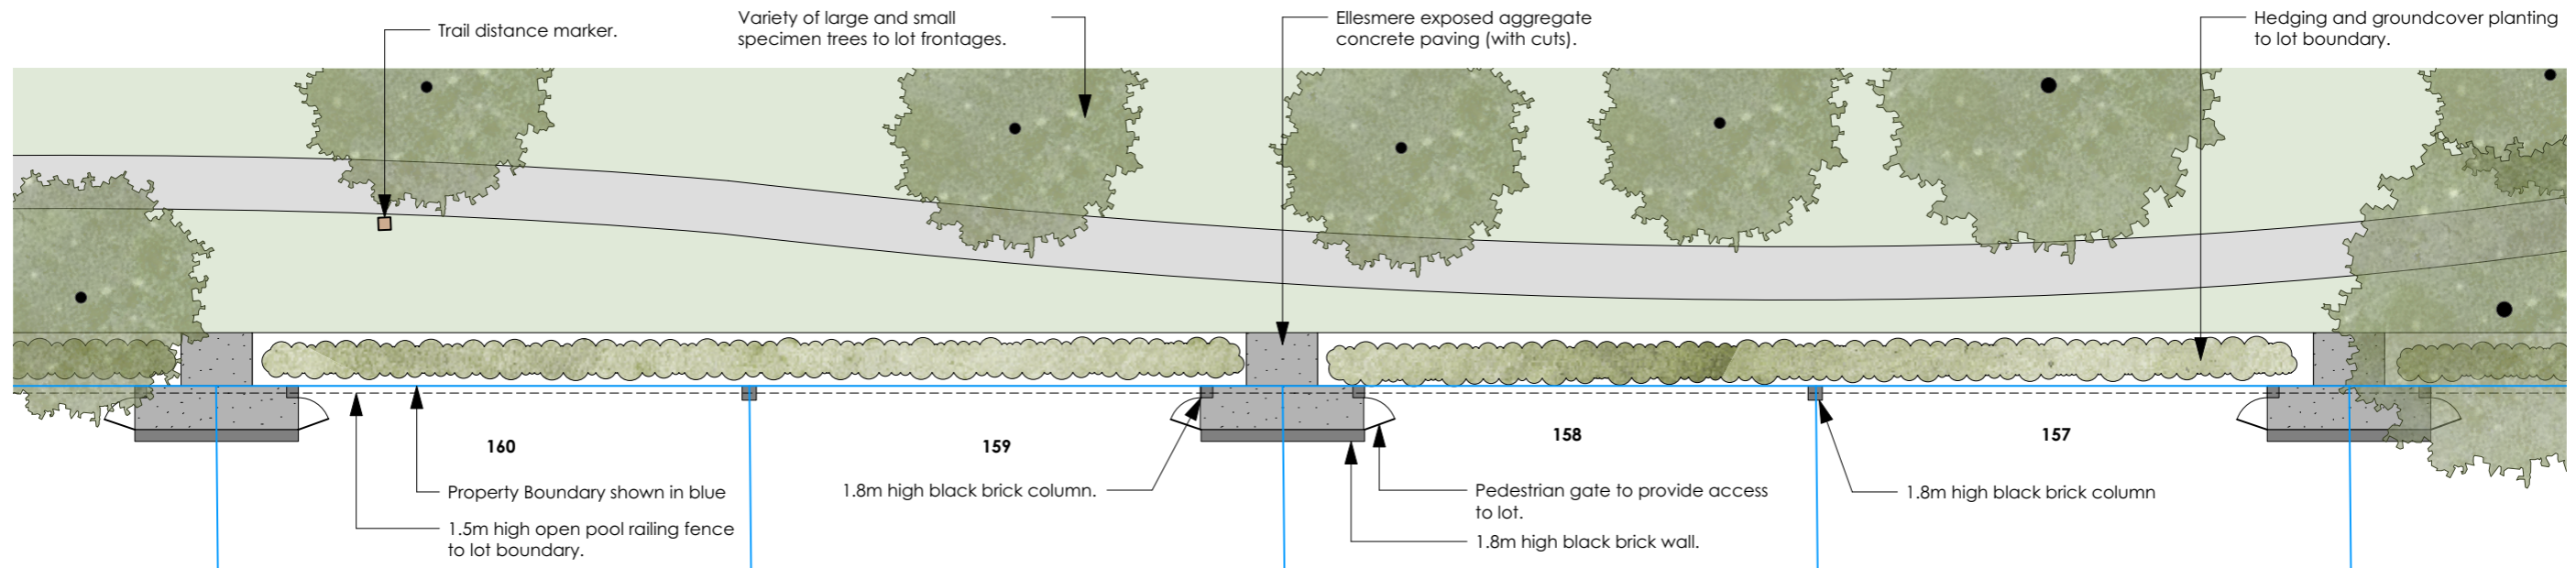 Trail distance marker.
Variety of large and small
specimen trees to lot frontages.
Ellesmere exposed aggregate
concrete paving (with cuts).
Hedging and groundcover planting
to lot boundary.
160
159
158
157
Property Boundary shown in blue
1.5m high open pool railing fence
to lot boundary.
1.8m high black brick column.
Pedestrian gate to provide access
to lot.
1.8m high black brick wall.
1.8m high black brick column